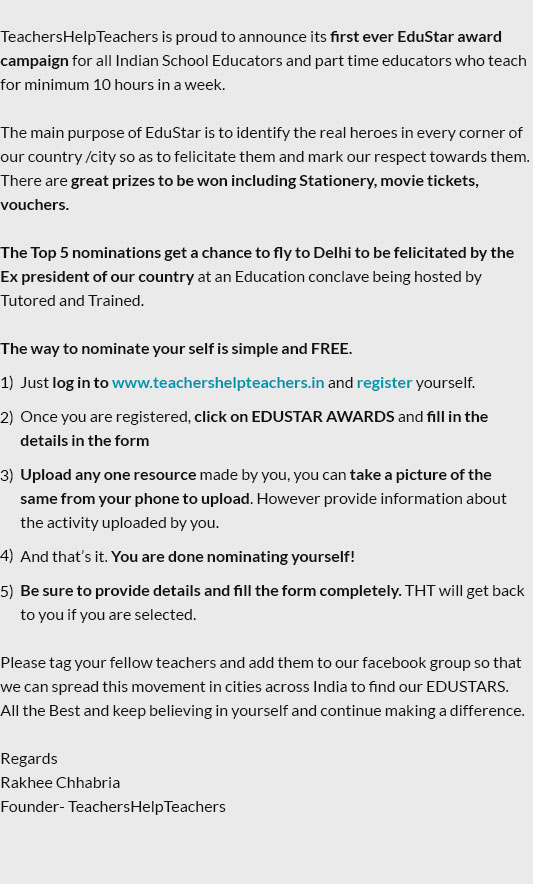 TeachersHelpTeachers is proud to announce its first ever EduStar award
campaign for all Indian School Educators and part time educators who teach
for minimum 10 hours in a week.
The main purpose of EduStar is to identify the real heroes in every corner of
our country /city so as to felicitate them and mark our respect towards them.
There are great prizes to be won including Stationery, movie tickets,
vouchers.
The Top 5 nominations get a chance to fly to Delhi to be felicitated by the
Ex president of our country at an Education conclave being hosted by
Tutored and Trained.
The way to nominate your self is simple and FREE.
1) Just log in to www.teachershelpteachers.in and register yourself.
2) Once you are registered, click on EDUSTAR AWARDS and fill in the
details in the form
3) Upload any one resource made by you, you can take a picture of the
same from your phone to upload. However provide information about
the activity uploaded by you.
4) And that's it. You are done nominating yourself!
5) Be sure to provide details and fill the form completely. THT will get back
to you if you are selected.
Please tag your fellow teachers and add them to our facebook group so that
we can spread this movement in cities across India to find our EDUSTARS.
All the Best and keep believing in yourself and continue making a difference.
Regards
Rakhee Chhabria
Founder- TeachersHelpTeachers